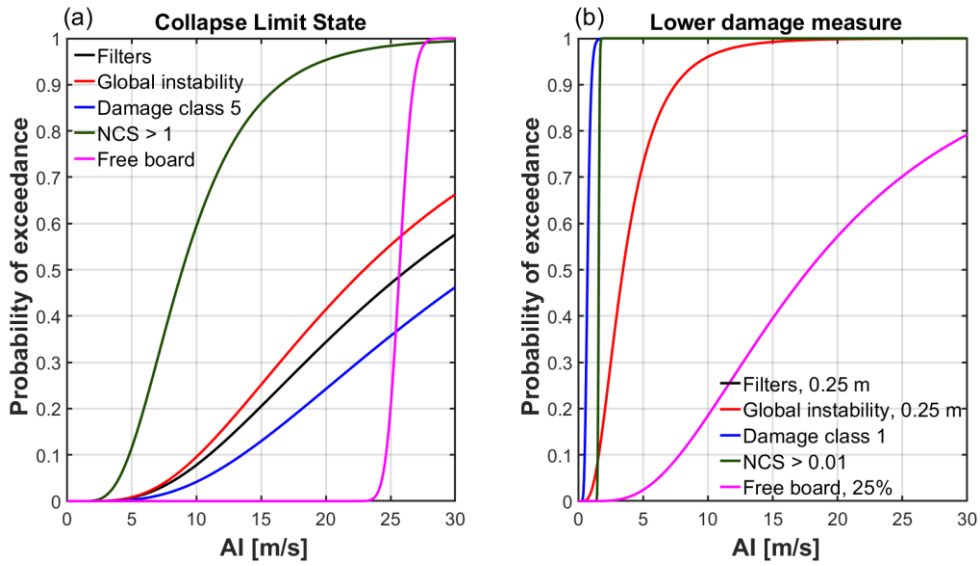 (a)
Collapse Limit State
Filters
Global instability
Damage class 5
NCS > 1
Free board
Probability of exceedance
1
0.9
0.8
0.7
0.6
0.5
0.4
0.3
0.2
0.1
0
0 5 10 15 20 25 30
AI [m/s]
(b)
Lower damage measure
Probability of exceedance
1
0.9
0.8
0.7
0.6
0.5
0.4
0.3
0.2
0.1
0
Filters, 0.25 m
Global instability, 0.25 m
Damage class 1
NCS > 0.01
Free board, 25%
0 5 10 15 20 25 30
AI [m/s]